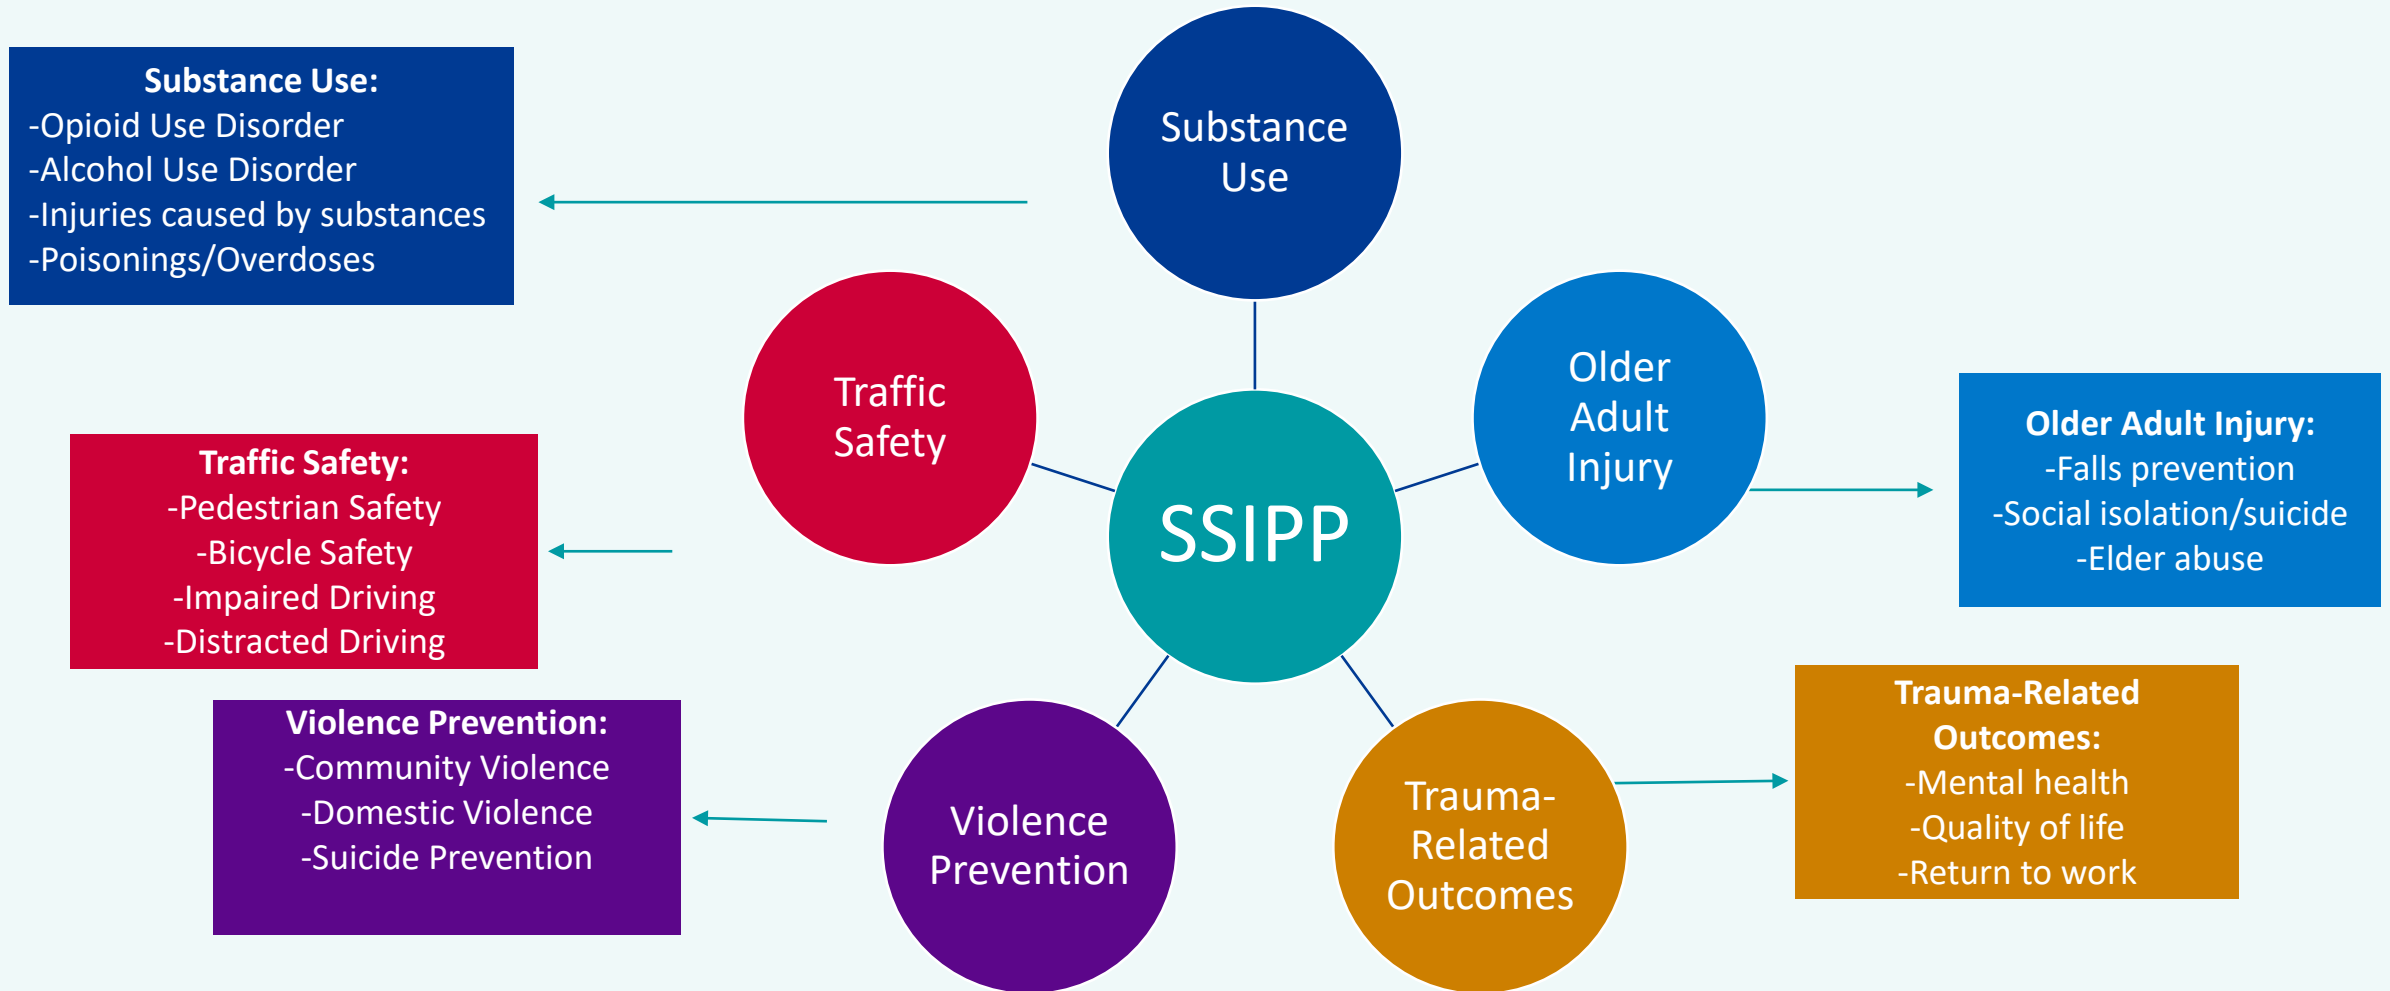 Substance Use:
-Opioid Use Disorder
-Alcohol Use Disorder
-Injuries caused by substances
-Poisonings/Overdoses
Substance
Use
Traffic
Safety
Older
Adult
Injury
SSIPP
Traffic Safety:
-Pedestrian Safety
-Bicycle Safety
-Impaired Driving
-Distracted Driving
Older Adult Injury:
-Falls prevention
-Social isolation/suicide
-Elder abuse
Violence Prevention:
-Community Violence
-Domestic Violence
-Suicide Prevention
Violence
Prevention
Trauma-
Related
Outcomes
Trauma-Related
Outcomes:
-Mental health
-Quality of life
-Return to work